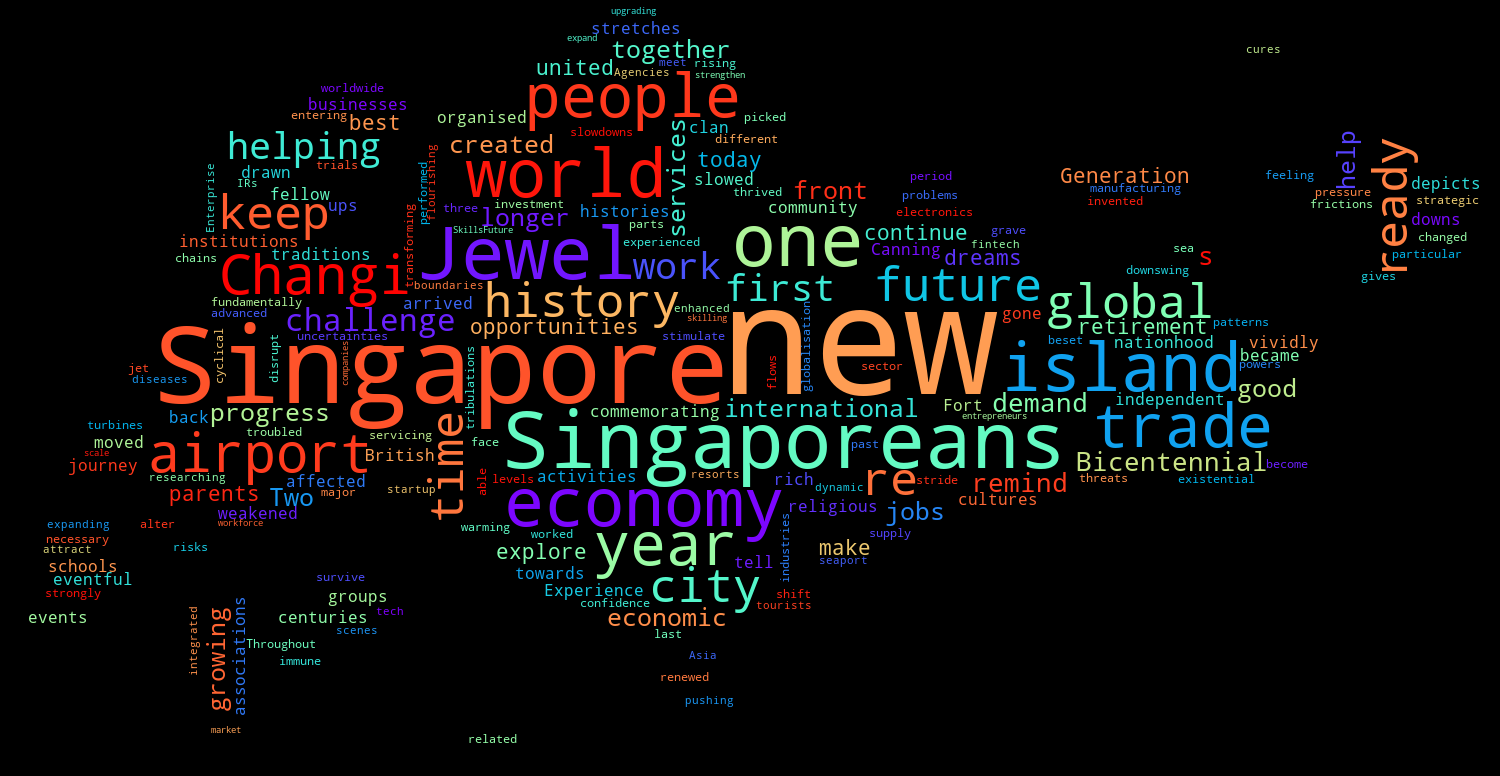 upgrading
stretches
expand
together
cures
united
Agencies
meet
rising
strengthen
people
worldwide
businesses
entering
best
organised
picked
slowdowns
clan
created
different
helping
trials
drawn
IRs
fellow
Enterprise
performed
flourishing
world
services
today
slowed
thrived
front
period
problems
electronics
Generation
manufacturing
invented
feeling
help
ready
pressure
frictions
depicts
strategic
downs
changed
particular
gives
keep
ups
institutions
traditions
chains
transforming
three
investment
longer
histories
parts
SkillsFuture
experienced
community
continue
Canning
grave
fintech
dreams
sea
s
downswing
Changi
boundaries
Jewel
work
one
first
future
global
fundamentally
advanced
arrived
history
enhanced
skilling
challenge
uncertainties
opportunities
stimulate
globalisation
gone
retirement
patterns
beset
nationhood
vividly
became
powers
cyclical
disrupt
companies
jet
diseases
Singapore
tribulations
flows
new
sector
island
good
independent
back
progress
commemorating
international
Fort
demand
entrepreneurs
turbines
moved
troubled
servicing
face
time
Singaporeans
past
trade
scale
journey
airport
British
Bicentennial
become
researching
affected
able
levels
activities
resorts
rich
dynamic
re
stride
remind
threats
existential
parents
Two
major
startup
economy
religious
cultures
weakened
jobs
expanding
alter
workforce
warming
worked
industries
supply
necessary
attract
risks
explore
year
tell
make
seaport
schools
eventful
strongly
survive
towards
Experience
city
shift
tourists
groups
confidence
events
centuries
tech
economic
integrated
growing
associations
scenes
last
Throughout
immune
Asia
renewed
pushing
market
related